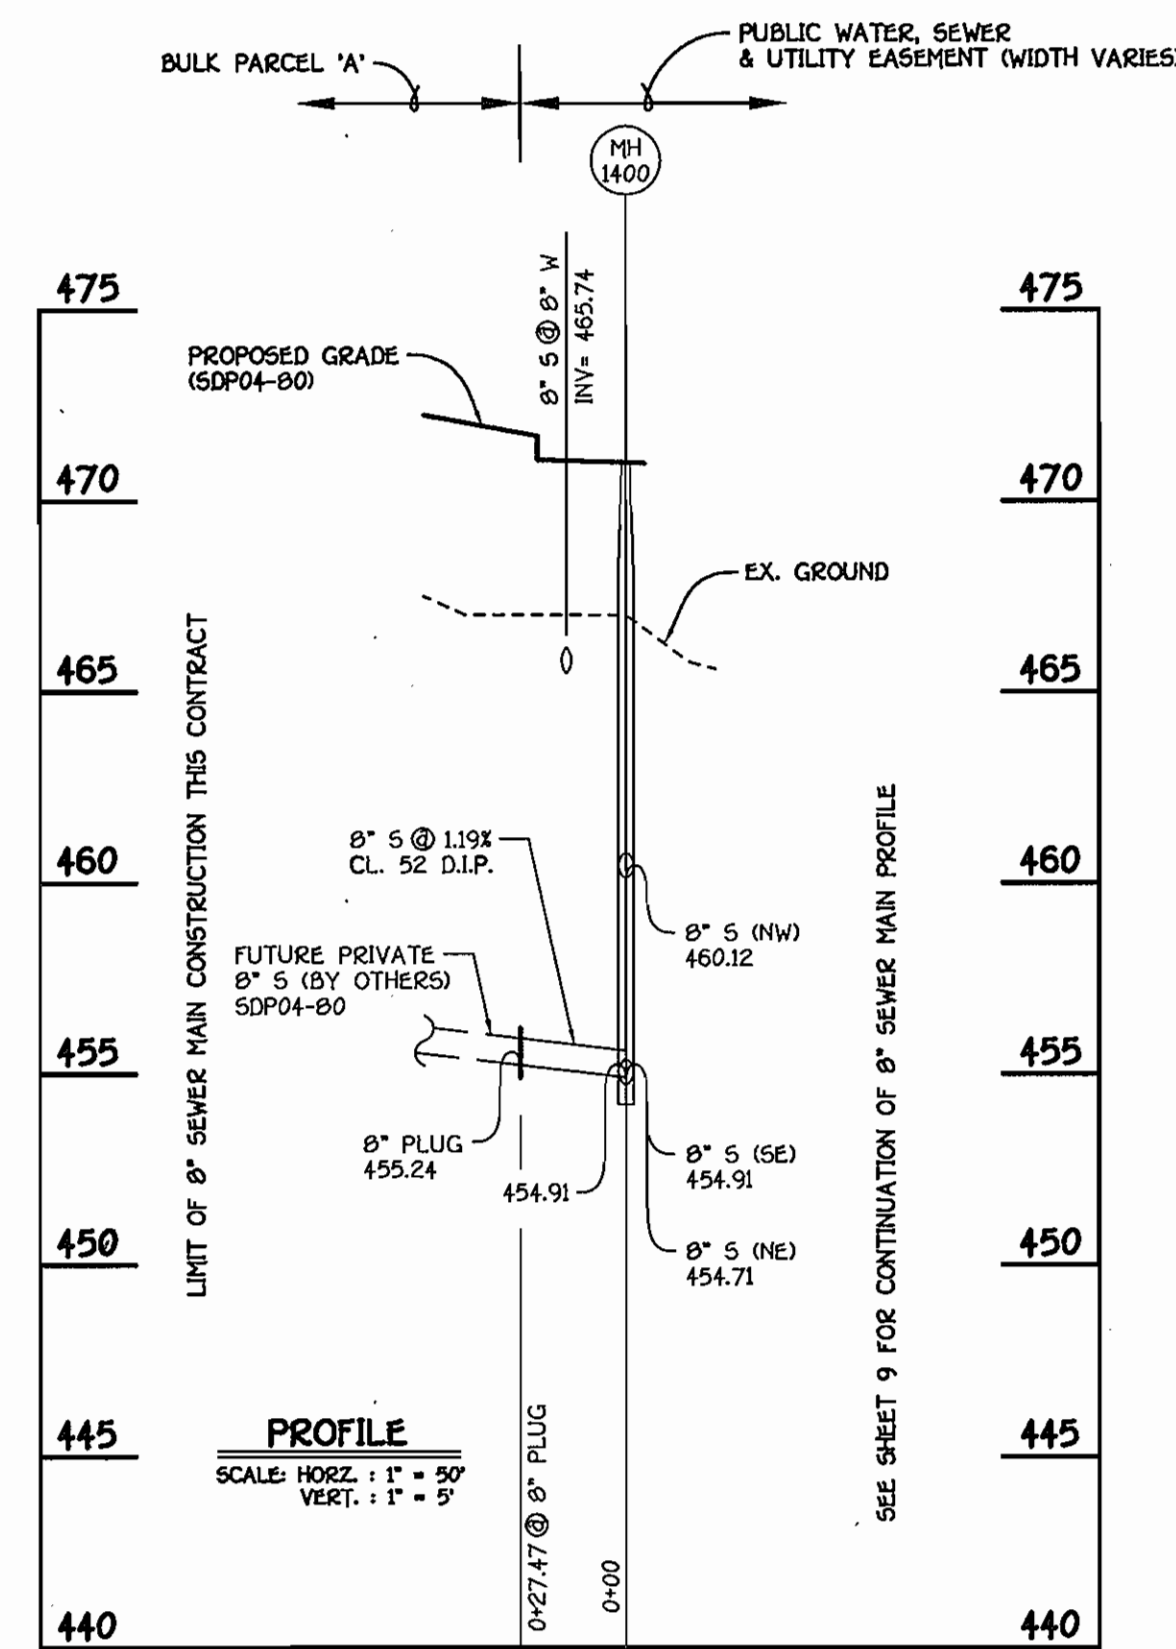 BULK PARCEL 'A'
PUBLIC WATER, SEWER
& UTILITY EASEMENT (WIDTH VARIES)
MH
1400
8" S @ 8" W
INV= 465.74
475
475
PROPOSED GRADE
(SDP04-80)
470
470
EX. GROUND
465
465
LIMIT OF 8" SEWER MAIN CONSTRUCTION THIS CONTRACT
8" S @ 1.19%
CL. 52 D.I.P.
460
460
8" S (NW)
460.12
FUTURE PRIVATE
8" S (BY OTHERS)
SDP04-80
455
455
8" PLUG
455.24
454.91
8" S (SE)
454.91
8" S (NE)
454.71
450
450
SEE SHEET 9 FOR CONTINUATION OF 8" SEWER MAIN PROFILE
445
445
PROFILE
SCALE: HORZ. : 1" = 50'
VERT. : 1" = 5'
0+27.47 @ 8" PLUG
0+00
440
440